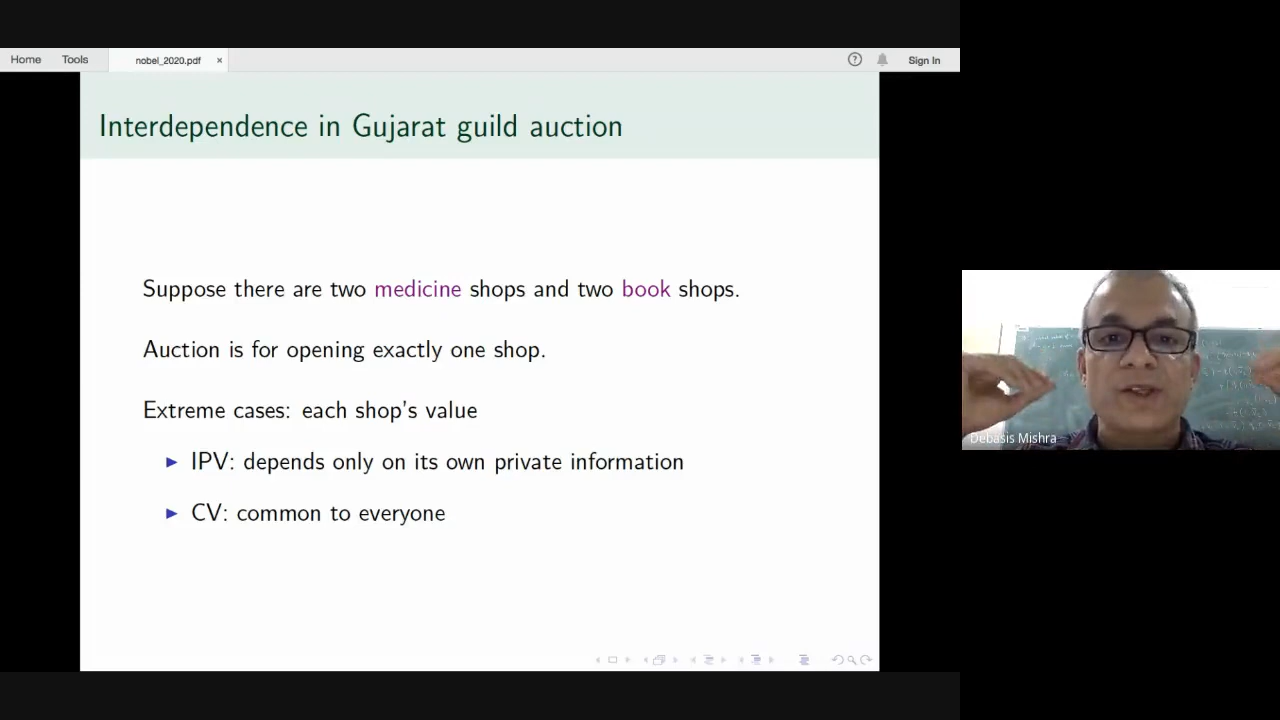 Home Tools nobel_2020.pdf × Sign In
Interdependence in Gujarat guild auction
Suppose there are two medicine shops and two book shops.
Auction is for opening exactly one shop.
Extreme cases: each shop's value
IPV: depends only on its own private information
CV: common to everyone
Debasis Mishra